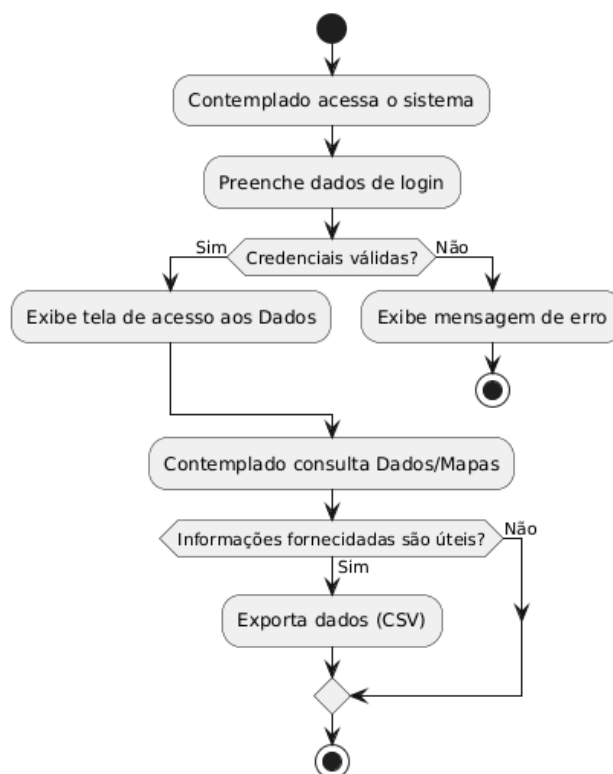 Contemplado acessa o sistema
Preenche dados de login
Sim
Credenciais válidas?
Não
Exibe tela de acesso aos Dados
Exibe mensagem de erro
Contemplado consulta Dados/Mapas
Informações fornecidadas são úteis?
Não
Sim
Exporta dados (CSV)